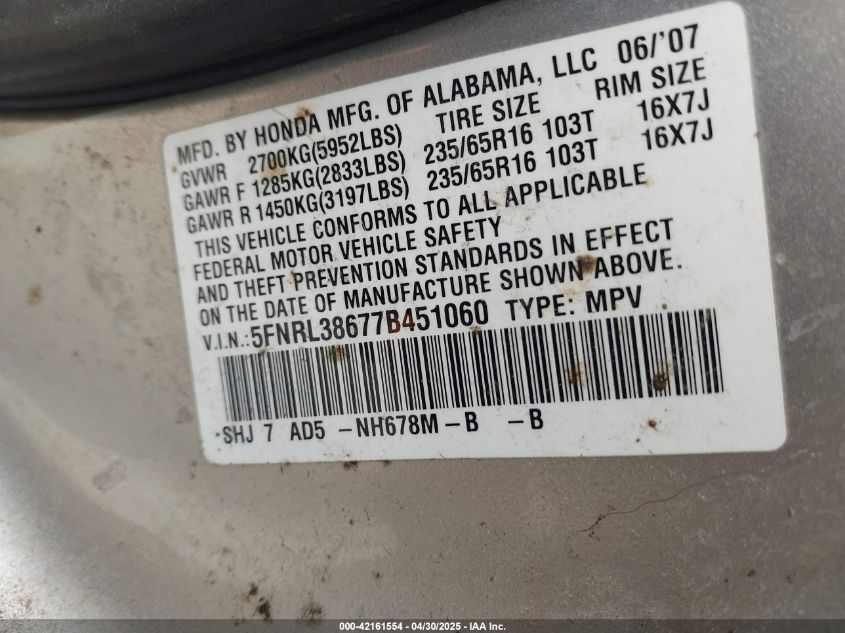 MFD. BY HONDA MFG. OF ALABAMA, LLC 06/'07
GVWR 2700KG(5952LBS) TIRE SIZE RIM SIZE
GAWR F 1285KG(2833LBS) 235/65R16 103T 16X7J
GAWR R 1450KG(3197LBS) 235/65R16 103T 16X7J
THIS VEHICLE CONFORMS TO ALL APPLICABLE
FEDERAL MOTOR VEHICLE SAFETY
AND THEFT PREVENTION STANDARDS IN EFFECT
ON THE DATE OF MANUFACTURE SHOWN ABOVE.
V.I.N.:5FNRL38677B451060 TYPE: MPV
SHJ 7 AD5 -NH678M -B -B
000-42161554 - 04/30/2025 - IAA Inc.